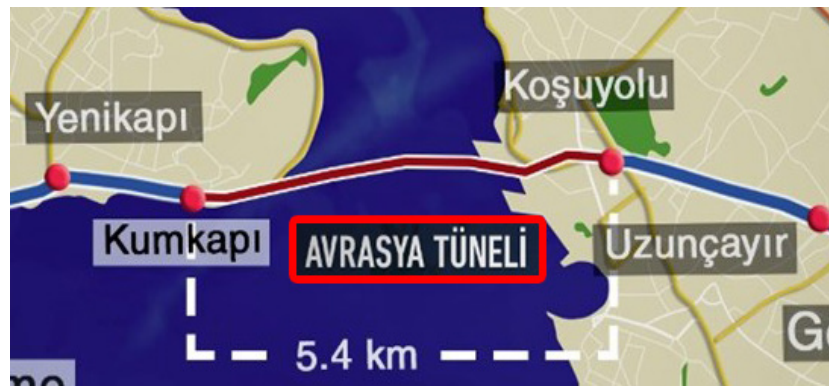 Koşuyolu
Yenikapı
Kumkapı
AVRASYA TÜNELİ
Uzunçayır
5.4 km